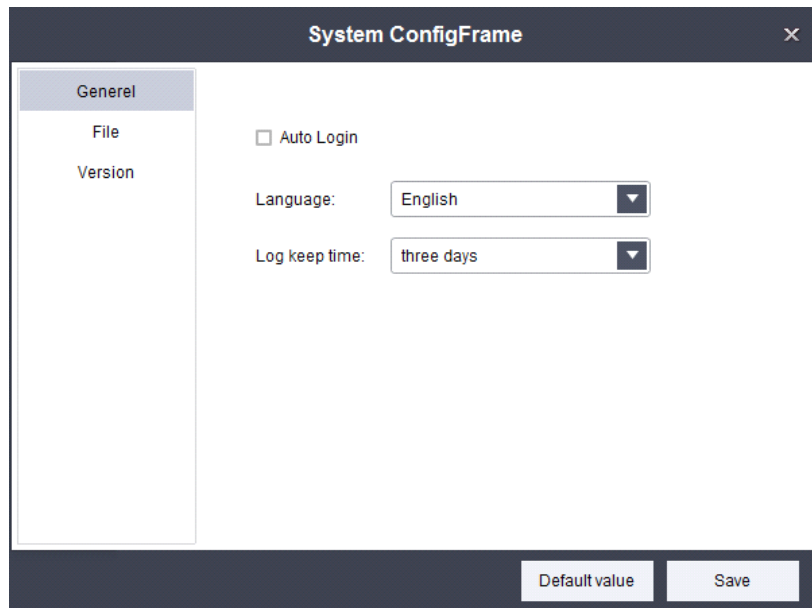 System ConfigFrame
Generel
File
Version
Auto Login
Language: English
Log keep time: three days
Default value Save